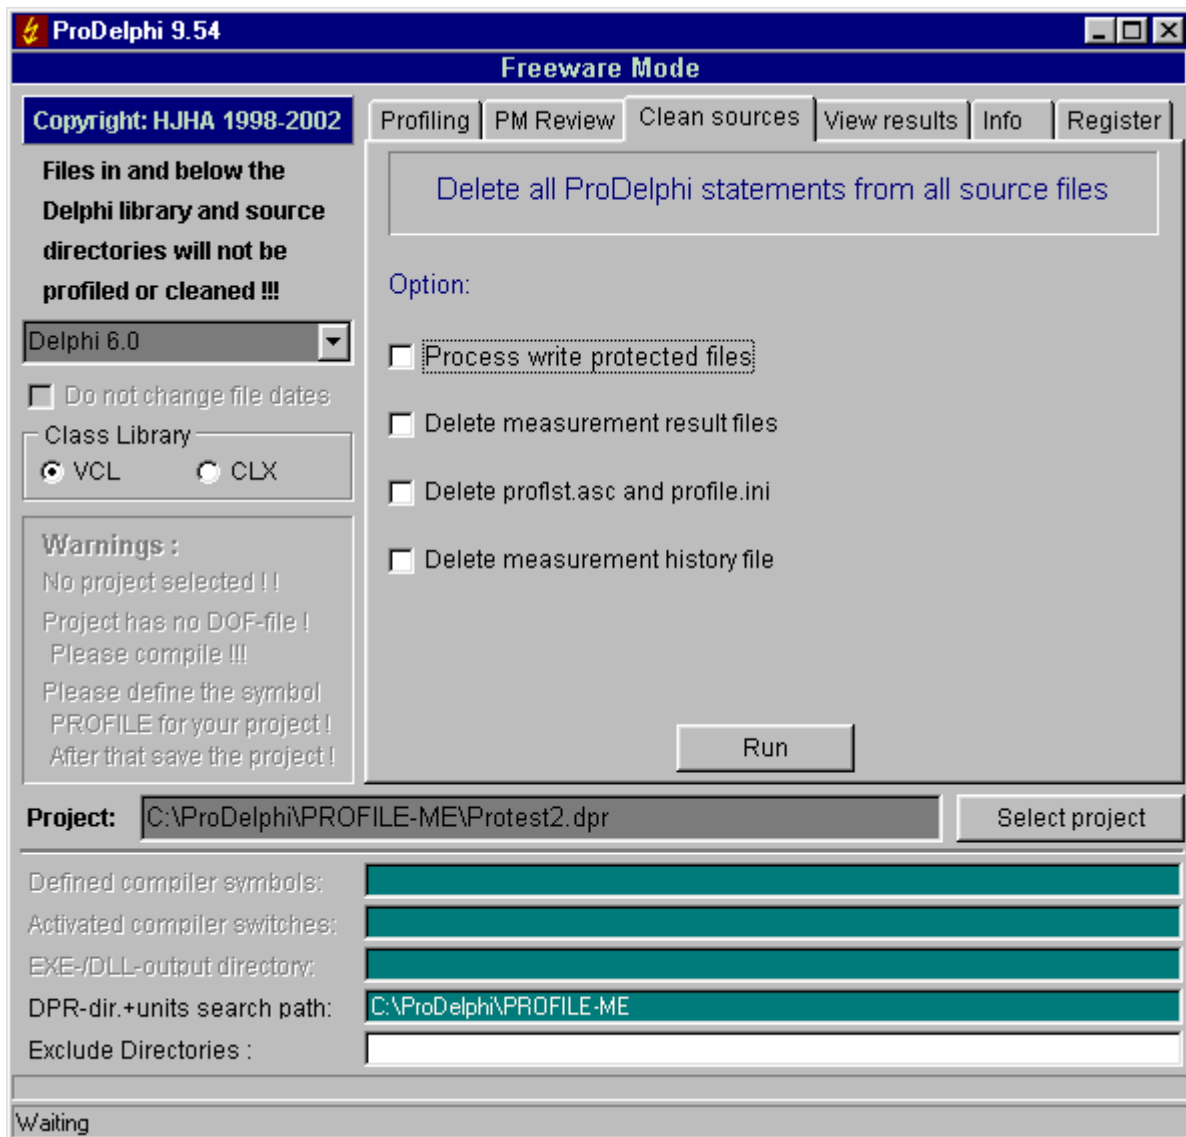 ProDelphi 9.54
Freeware Mode
Copyright: HJHA 1998-2002
Files in and below the
Delphi library and source
directories will not be
profiled or cleaned !!!
Delphi 6.0
Do not change file dates
Class Library
VCL CLX
Warnings :
No project selected ! !
Project has no DOF-file !
Please compile !!!
Please define the symbol
PROFILE for your project !
After that save the project !
Profiling PM Review Clean sources View results Info Register
Delete all ProDelphi statements from all source files
Option:
Process write protected files
Delete measurement result files
Delete proflst.asc and profile.ini
Delete measurement history file
Run
Project: C:\ProDelphi\PROFILE-ME\Protest2.dpr Select project
Defined compiler symbols:
Activated compiler switches:
EXE-/DLL-output directory:
DPR-dir.+units search path: C:\ProDelphi\PROFILE-ME
Exclude Directories :
Waiting